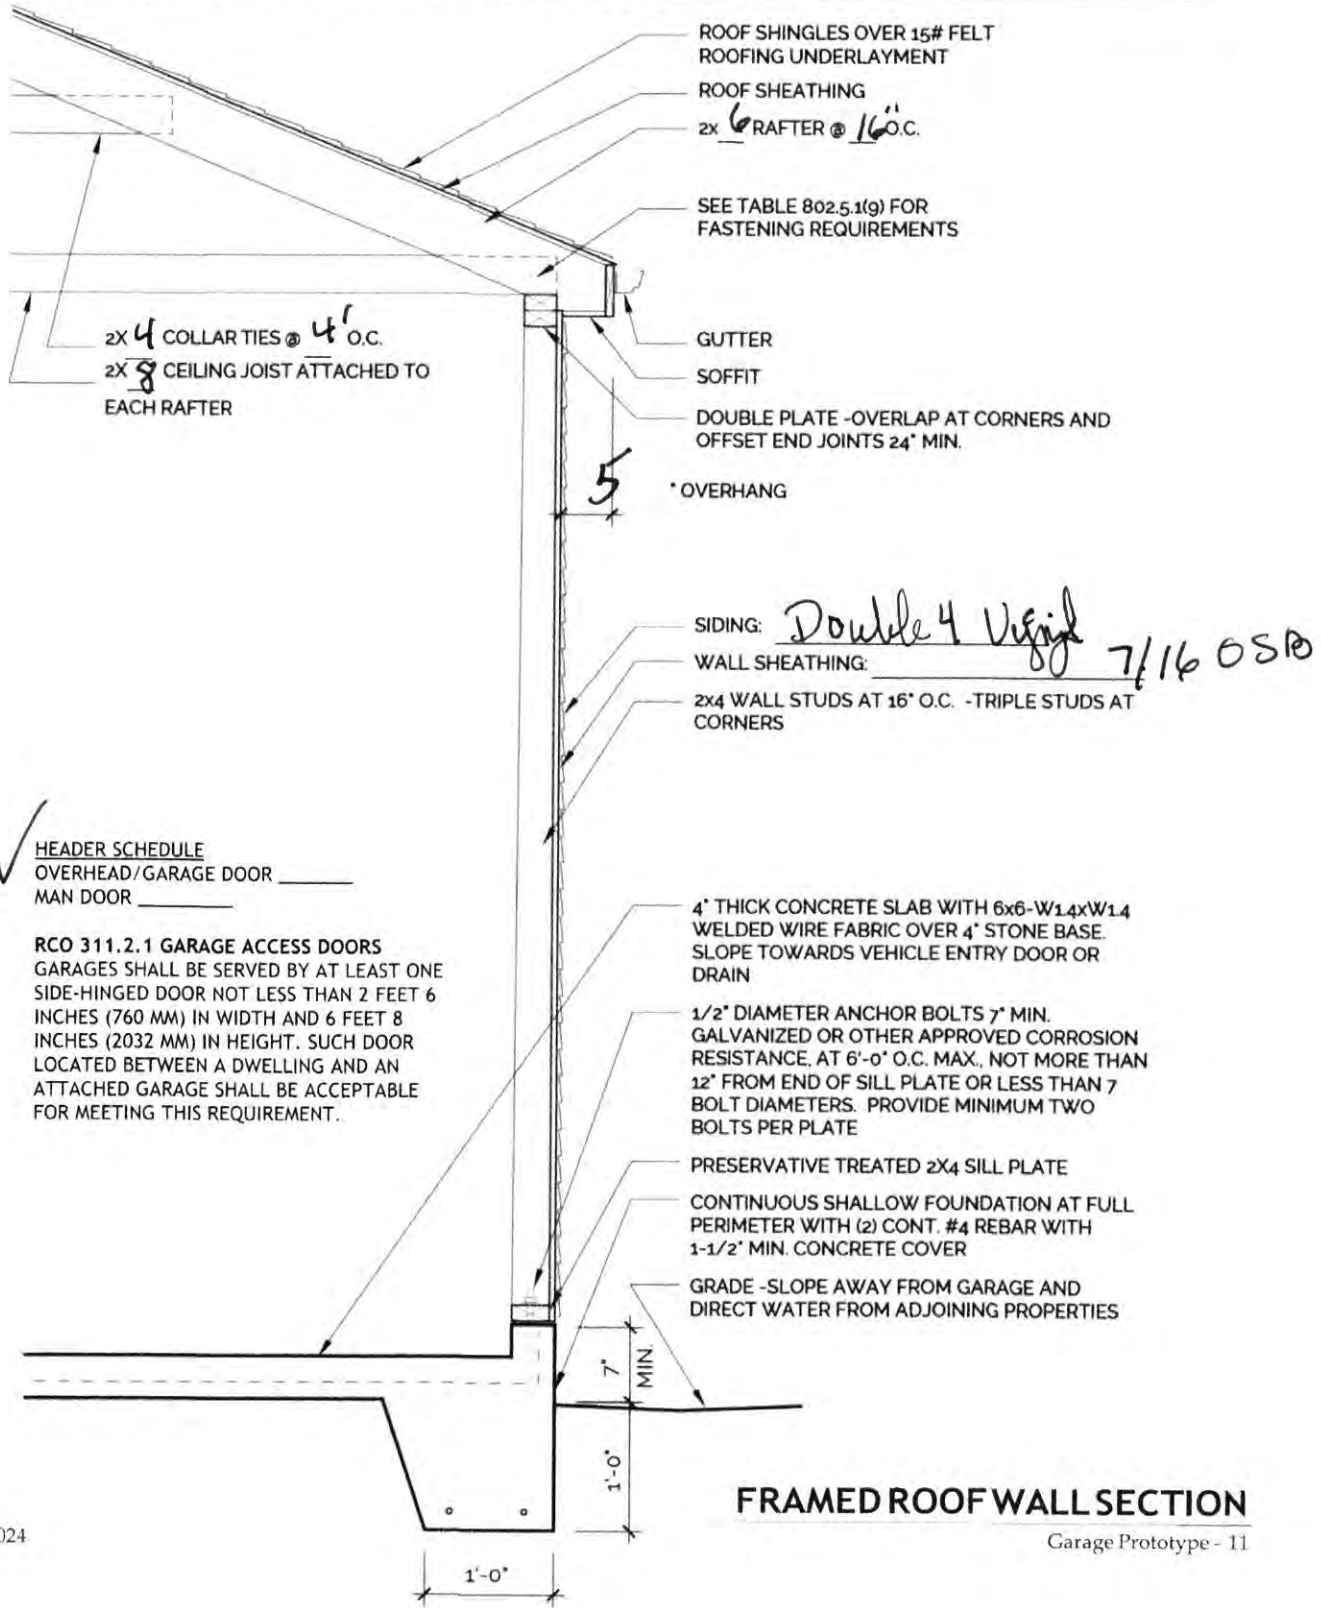 ROOF SHINGLES OVER 15# FELT
ROOFING UNDERLAYMENT
ROOF SHEATHING
2x 6 RAFTER @ 16" O.C.
SEE TABLE 802.5.1(9) FOR
FASTENING REQUIREMENTS
2X 4 COLLAR TIES @ 4' O.C.
2X 8 CEILING JOIST ATTACHED TO
EACH RAFTER
GUTTER
SOFFIT
DOUBLE PLATE -OVERLAP AT CORNERS AND
OFFSET END JOINTS 24" MIN.
5 " OVERHANG
SIDING: Double 4 Vinyl
WALL SHEATHING: 7/16 OSB
2x4 WALL STUDS AT 16" O.C. -TRIPLE STUDS AT
CORNERS
HEADER SCHEDULE
OVERHEAD/GARAGE DOOR ______
MAN DOOR ______
RCO 311.2.1 GARAGE ACCESS DOORS
GARAGES SHALL BE SERVED BY AT LEAST ONE
SIDE-HINGED DOOR NOT LESS THAN 2 FEET 6
INCHES (760 MM) IN WIDTH AND 6 FEET 8
INCHES (2032 MM) IN HEIGHT. SUCH DOOR
LOCATED BETWEEN A DWELLING AND AN
ATTACHED GARAGE SHALL BE ACCEPTABLE
FOR MEETING THIS REQUIREMENT.
4" THICK CONCRETE SLAB WITH 6x6-W1.4xW1.4
WELDED WIRE FABRIC OVER 4" STONE BASE.
SLOPE TOWARDS VEHICLE ENTRY DOOR OR
DRAIN
1/2" DIAMETER ANCHOR BOLTS 7" MIN.
GALVANIZED OR OTHER APPROVED CORROSION
RESISTANCE, AT 6'-0" O.C. MAX., NOT MORE THAN
12" FROM END OF SILL PLATE OR LESS THAN 7
BOLT DIAMETERS. PROVIDE MINIMUM TWO
BOLTS PER PLATE
PRESERVATIVE TREATED 2X4 SILL PLATE
CONTINUOUS SHALLOW FOUNDATION AT FULL
PERIMETER WITH (2) CONT. #4 REBAR WITH
1-1/2" MIN. CONCRETE COVER
GRADE -SLOPE AWAY FROM GARAGE AND
DIRECT WATER FROM ADJOINING PROPERTIES
7" MIN.
1'-0"
1'-0"
FRAMED ROOF WALL SECTION
Garage Prototype - 11
024